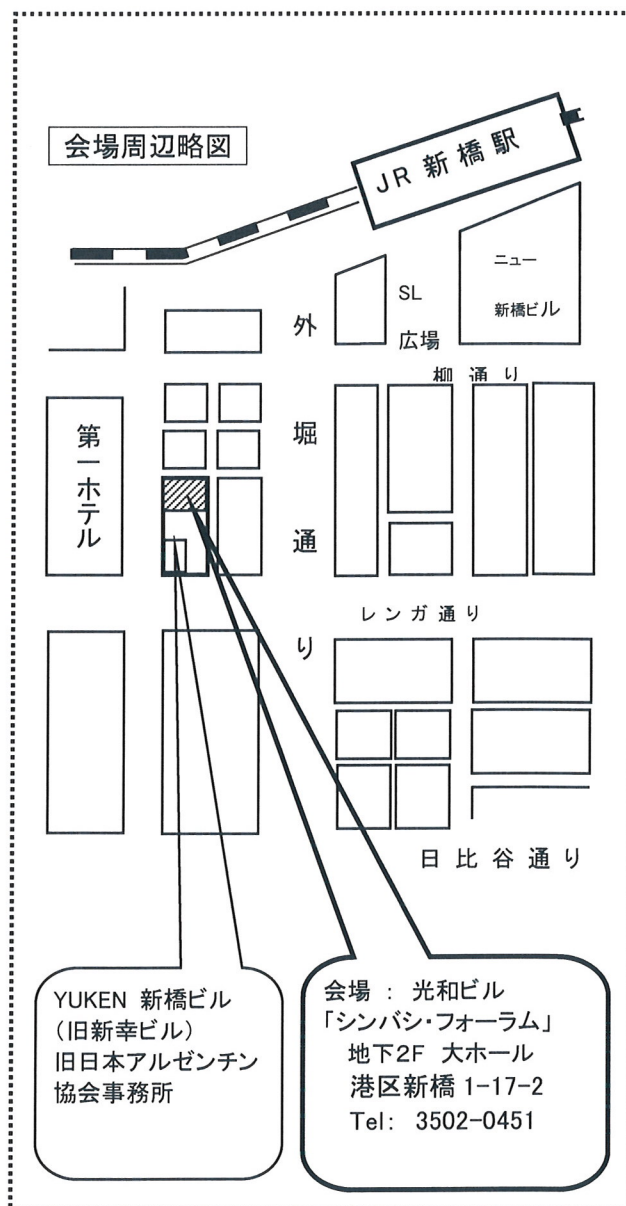 会場周辺略図
JR 新橋駅
ニュー
新橋ビル
SL
広場
外堀通り
柳通り
第一ホテル
レンガ通り
日比谷通り
YUKEN 新橋ビル
（旧新幸ビル）
旧日本アルゼンチン
協会事務所
会場 : 光和ビル
「シンバシ・フォーラム」
地下2F 大ホール
港区新橋 1-17-2
Tel: 3502-0451